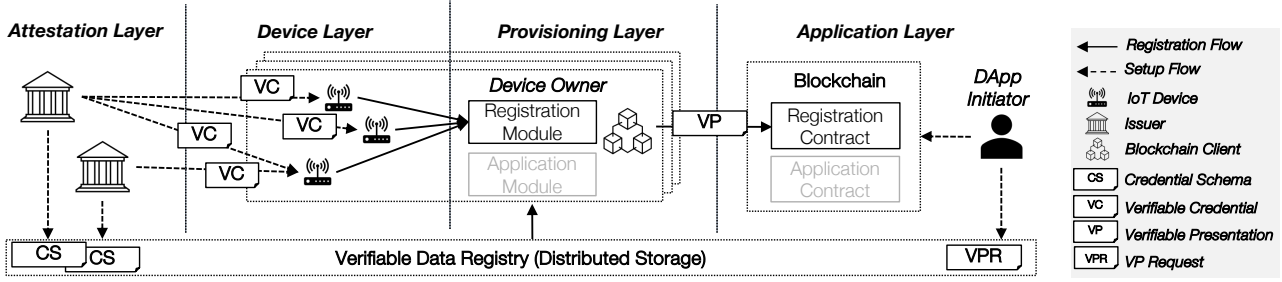 Attestation Layer
Device Layer
Provisioning Layer
Application Layer
VC
VC
VC
VC
Device Owner
Registration
Module
Application
Module
VP
Blockchain
Registration
Contract
Application
Contract
DApp
Initiator
CS
CS
Verifiable Data Registry (Distributed Storage)
VPR
Registration Flow
Setup Flow
IoT Device
Issuer
Blockchain Client
CS Credential Schema
VC Verifiable Credential
VP Verifiable Presentation
VPR VP Request